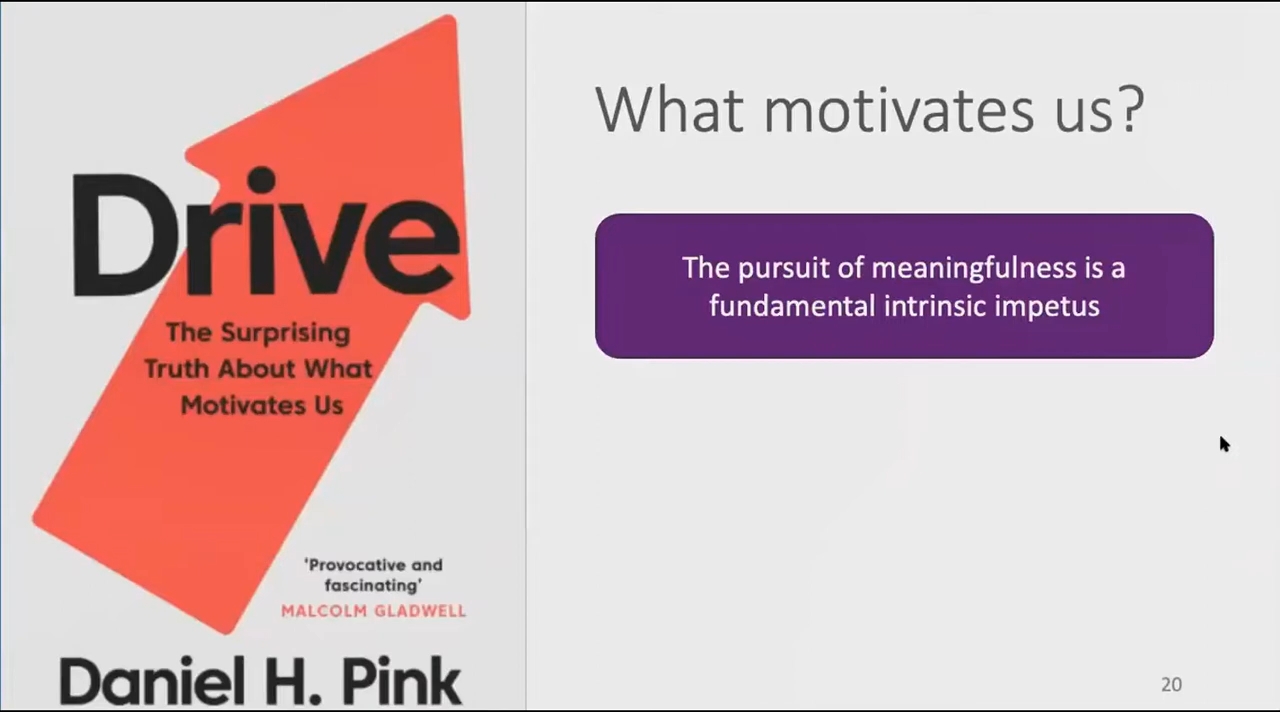 Drive
The Surprising
Truth About What
Motivates Us
'Provocative and
fascinating'
MALCOLM GLADWELL
Daniel H. Pink
What motivates us?
The pursuit of meaningfulness is a
fundamental intrinsic impetus
20